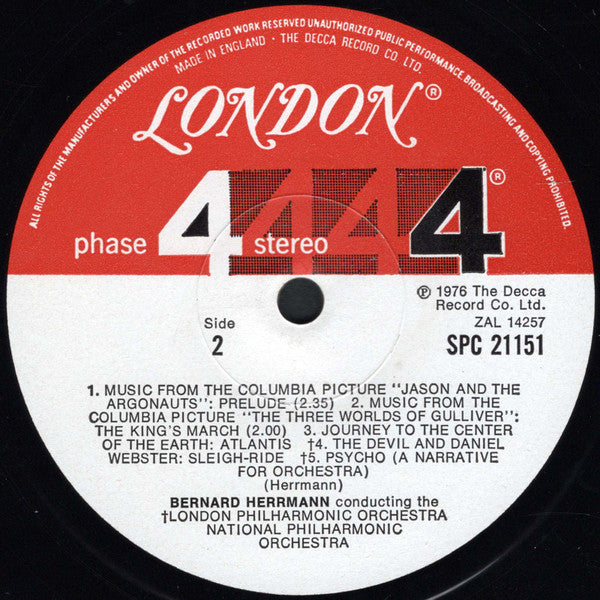 ALL RIGHTS OF THE MANUFACTURERS AND OWNER OF THE RECORDED WORK RESERVED UNAUTHORIZED PUBLIC PERFORMANCE BROADCASTING AND COPYING PROHIBITED.
MADE IN ENGLAND • THE DECCA RECORD CO. LTD.
LONDON®
phase 4 stereo 4 4 4®
℗ 1976 The Decca
Record Co. Ltd.
ZAL 14257
Side
2
SPC 21151
1. MUSIC FROM THE COLUMBIA PICTURE "JASON AND THE
ARGONAUTS": PRELUDE (2.35) 2. MUSIC FROM THE
COLUMBIA PICTURE "THE THREE WORLDS OF GULLIVER":
THE KING'S MARCH (2.00) 3. JOURNEY TO THE CENTER
OF THE EARTH: ATLANTIS †4. THE DEVIL AND DANIEL
WEBSTER: SLEIGH-RIDE †5. PSYCHO (A NARRATIVE
FOR ORCHESTRA)
(Herrmann)
BERNARD HERRMANN conducting the
†LONDON PHILHARMONIC ORCHESTRA
NATIONAL PHILHARMONIC
ORCHESTRA